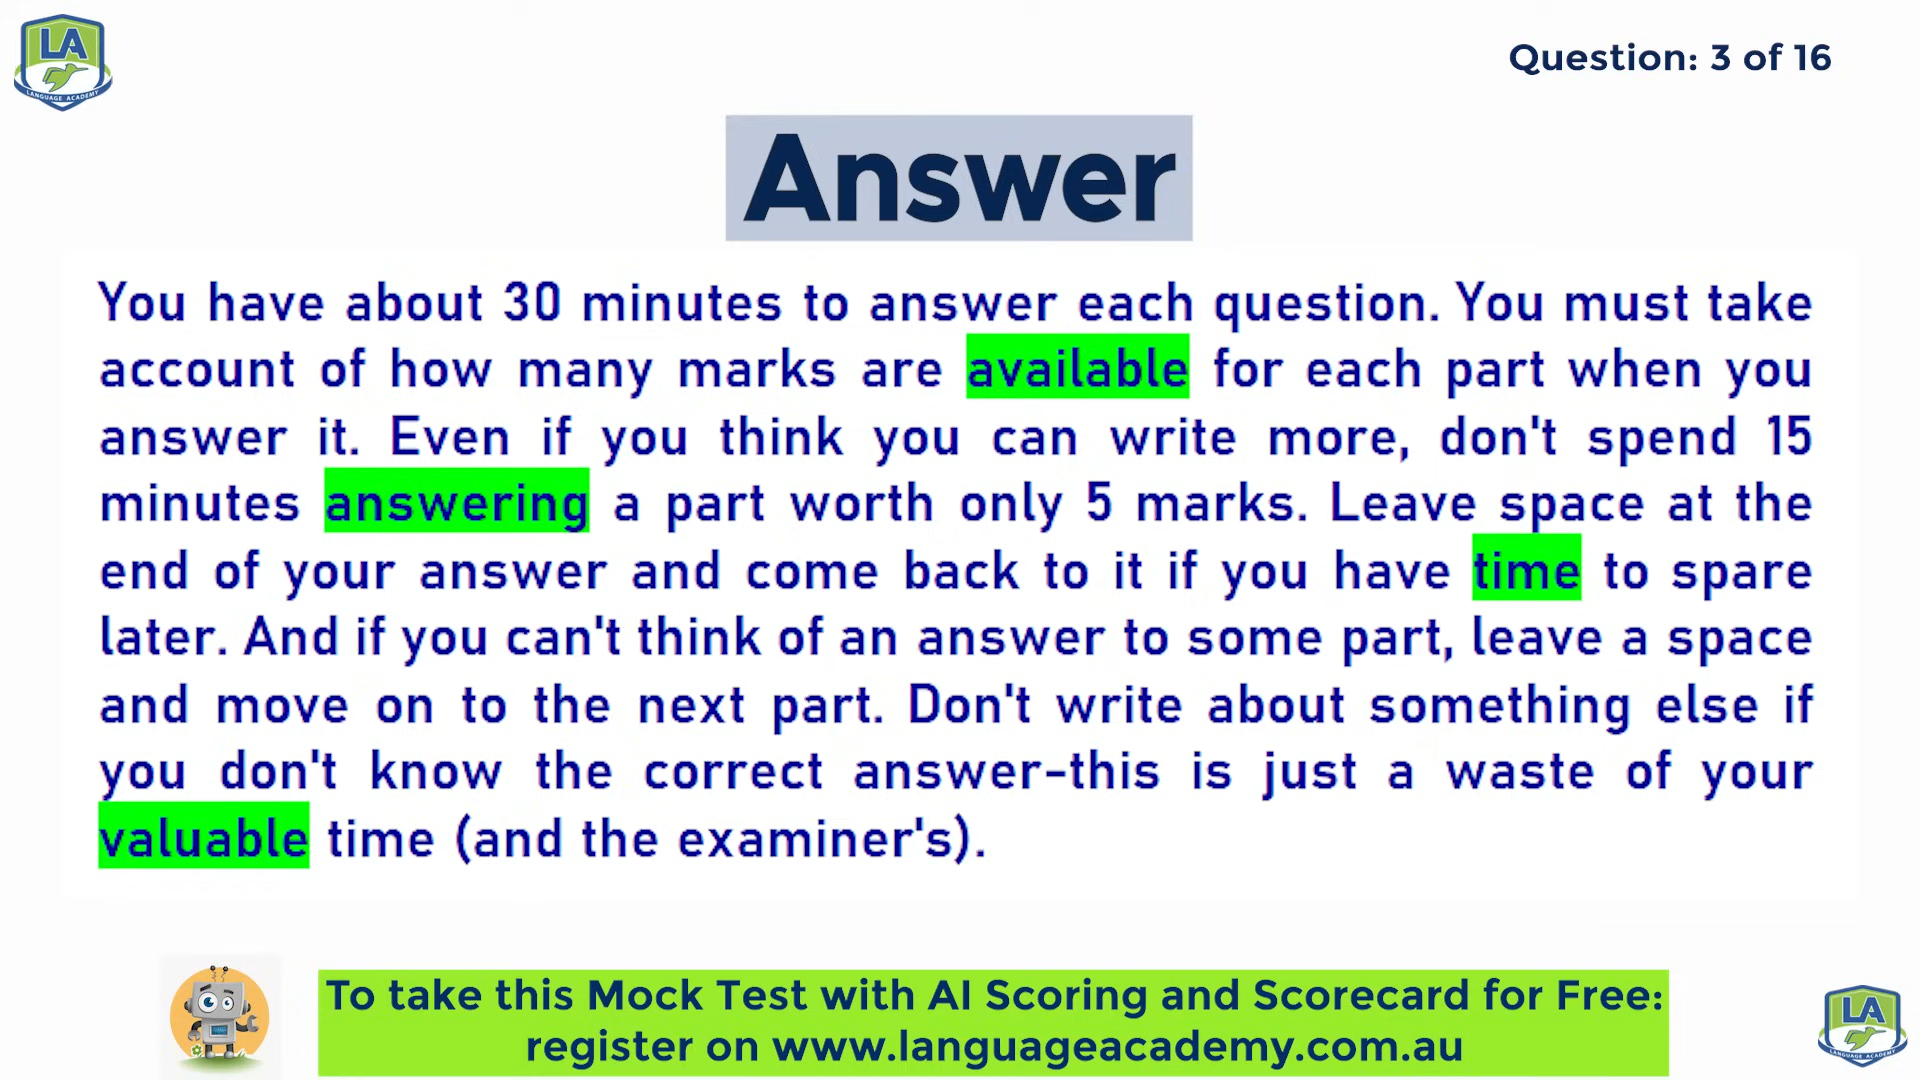 LA
LANGUAGE ACADEMY
Question: 3 of 16
Answer
You have about 30 minutes to answer each question. You must take
account of how many marks are available for each part when you
answer it. Even if you think you can write more, don't spend 15
minutes answering a part worth only 5 marks. Leave space at the
end of your answer and come back to it if you have time to spare
later. And if you can't think of an answer to some part, leave a space
and move on to the next part. Don't write about something else if
you don't know the correct answer-this is just a waste of your
valuable time (and the examiner's).
To take this Mock Test with AI Scoring and Scorecard for Free:
register on www.languageacademy.com.au
LA
LANGUAGE ACADEMY